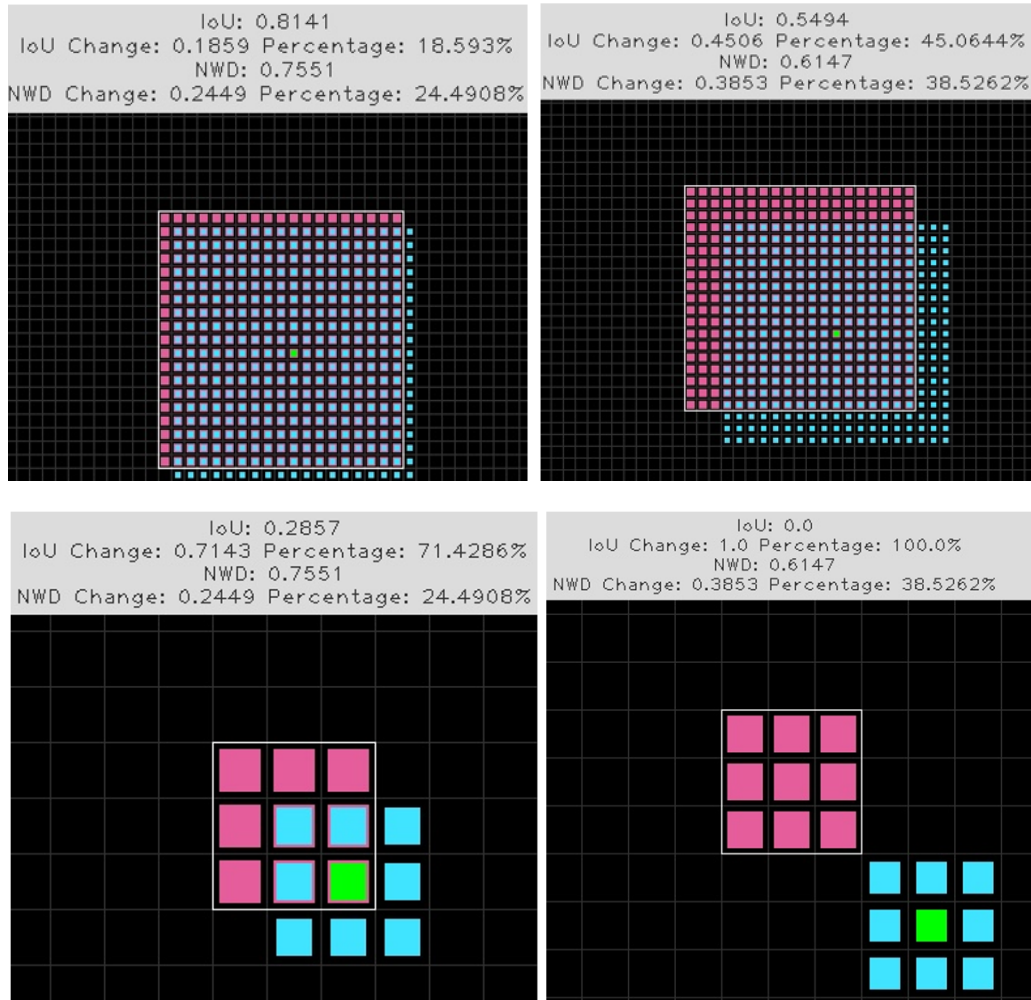 IoU: 0.8141
IoU Change: 0.1859 Percentage: 18.593%
NWD: 0.7551
NWD Change: 0.2449 Percentage: 24.4908%
IoU: 0.5494
IoU Change: 0.4506 Percentage: 45.0644%
NWD: 0.6147
NWD Change: 0.3853 Percentage: 38.5262%
IoU: 0.2857
IoU Change: 0.7143 Percentage: 71.4286%
NWD: 0.7551
NWD Change: 0.2449 Percentage: 24.4908%
IoU: 0.0
IoU Change: 1.0 Percentage: 100.0%
NWD: 0.6147
NWD Change: 0.3853 Percentage: 38.5262%